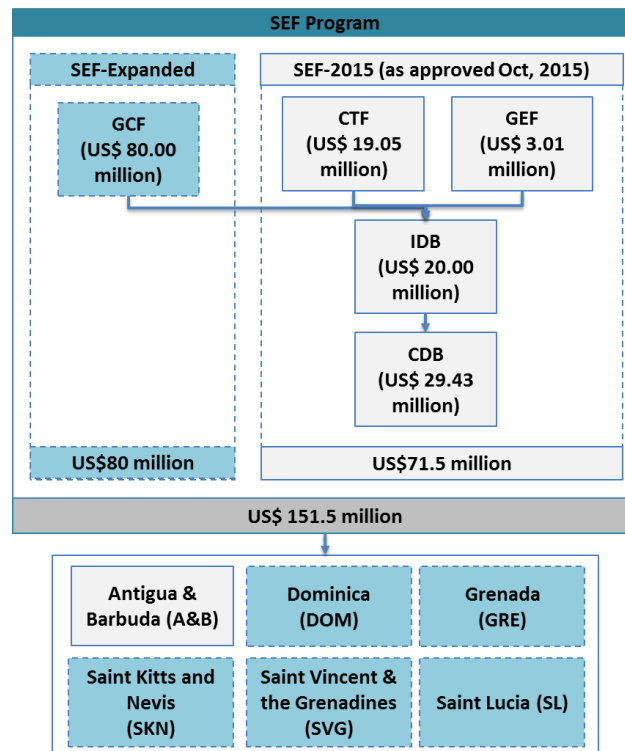 SEF Program
SEF-Expanded
SEF-2015 (as approved Oct, 2015)
GCF
(US$ 80.00
million)
CTF
(US$ 19.05
million)
GEF
(US$ 3.01
million)
IDB
(US$ 20.00
million)
CDB
(US$ 29.43
million)
US$80 million
US$71.5 million
US$ 151.5 million
Antigua &
Barbuda (A&B)
Dominica
(DOM)
Grenada
(GRE)
Saint Kitts and
Nevis
(SKN)
Saint Vincent &
the Grenadines
(SVG)
Saint Lucia (SL)